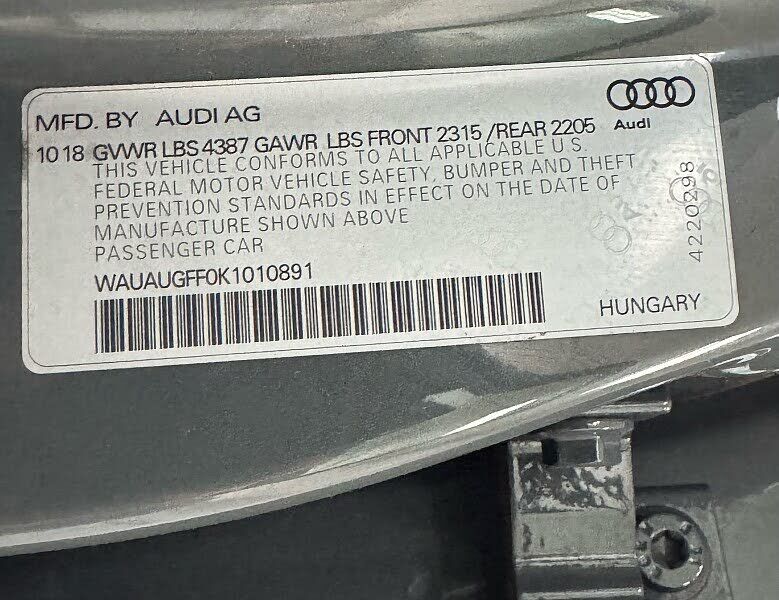 MFD. BY AUDI AG
Audi
10 18 GVWR LBS 4387 GAWR LBS FRONT 2315 /REAR 2205
THIS VEHICLE CONFORMS TO ALL APPLICABLE U.S.
FEDERAL MOTOR VEHICLE SAFETY, BUMPER AND THEFT
PREVENTION STANDARDS IN EFFECT ON THE DATE OF
MANUFACTURE SHOWN ABOVE
PASSENGER CAR
WAUAUGFF0K1010891
HUNGARY
4220298